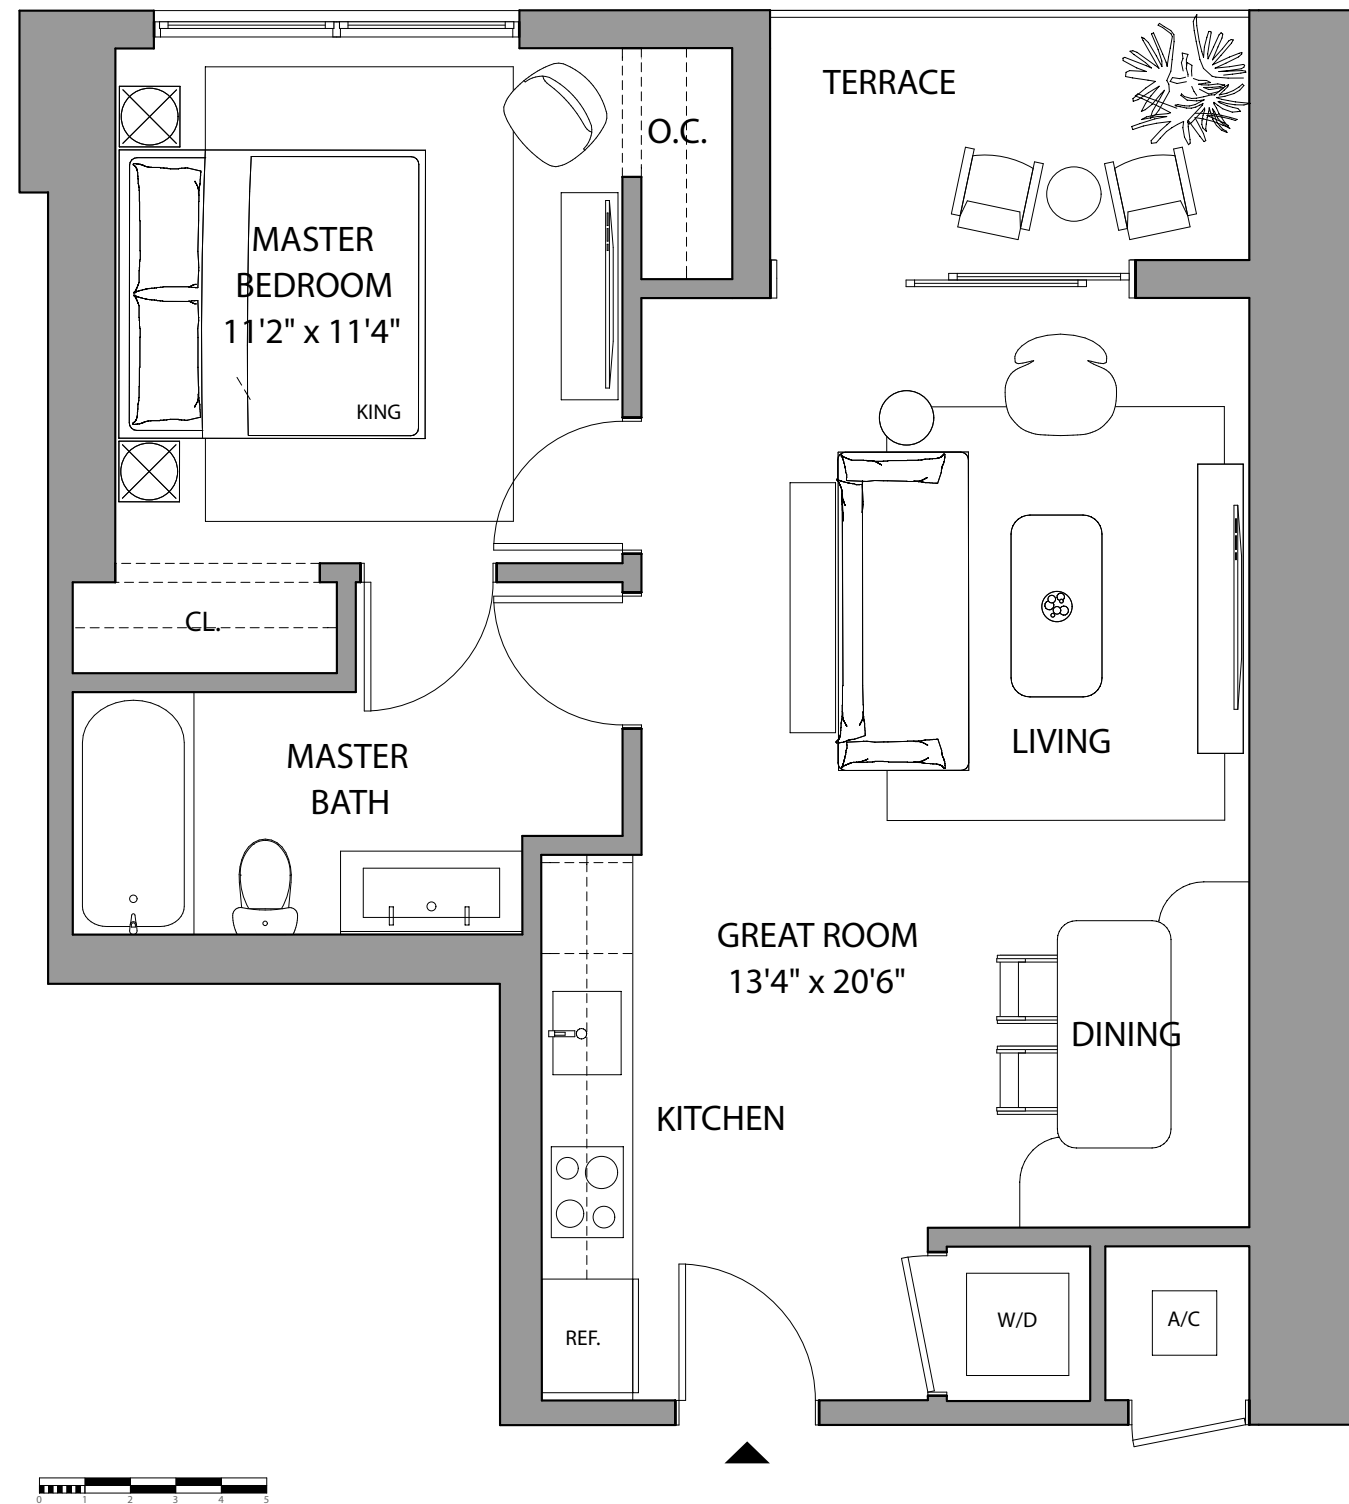 TERRACE
O.C.
MASTER
BEDROOM
11'2" x 11'4"
KING
CL.
LIVING
MASTER
BATH
GREAT ROOM
13'4" x 20'6"
DINING
KITCHEN
W/D
A/C
REF.
0 1 2 3 4 5